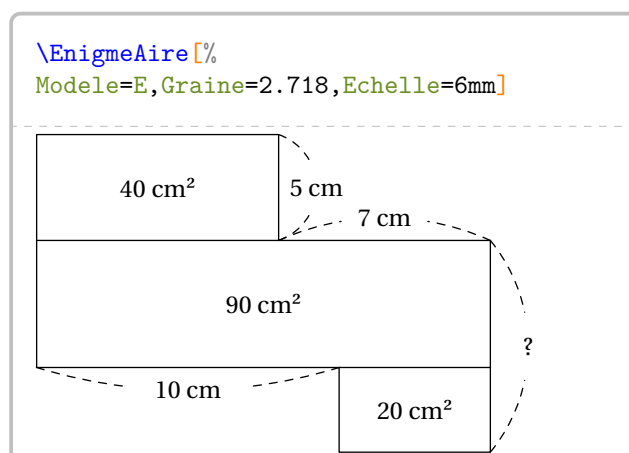 \EnigmeAire[%
Modele=E,Graine=2.718,Echelle=6mm]
40 cm²
5 cm
7 cm
90 cm²
?
10 cm
20 cm²